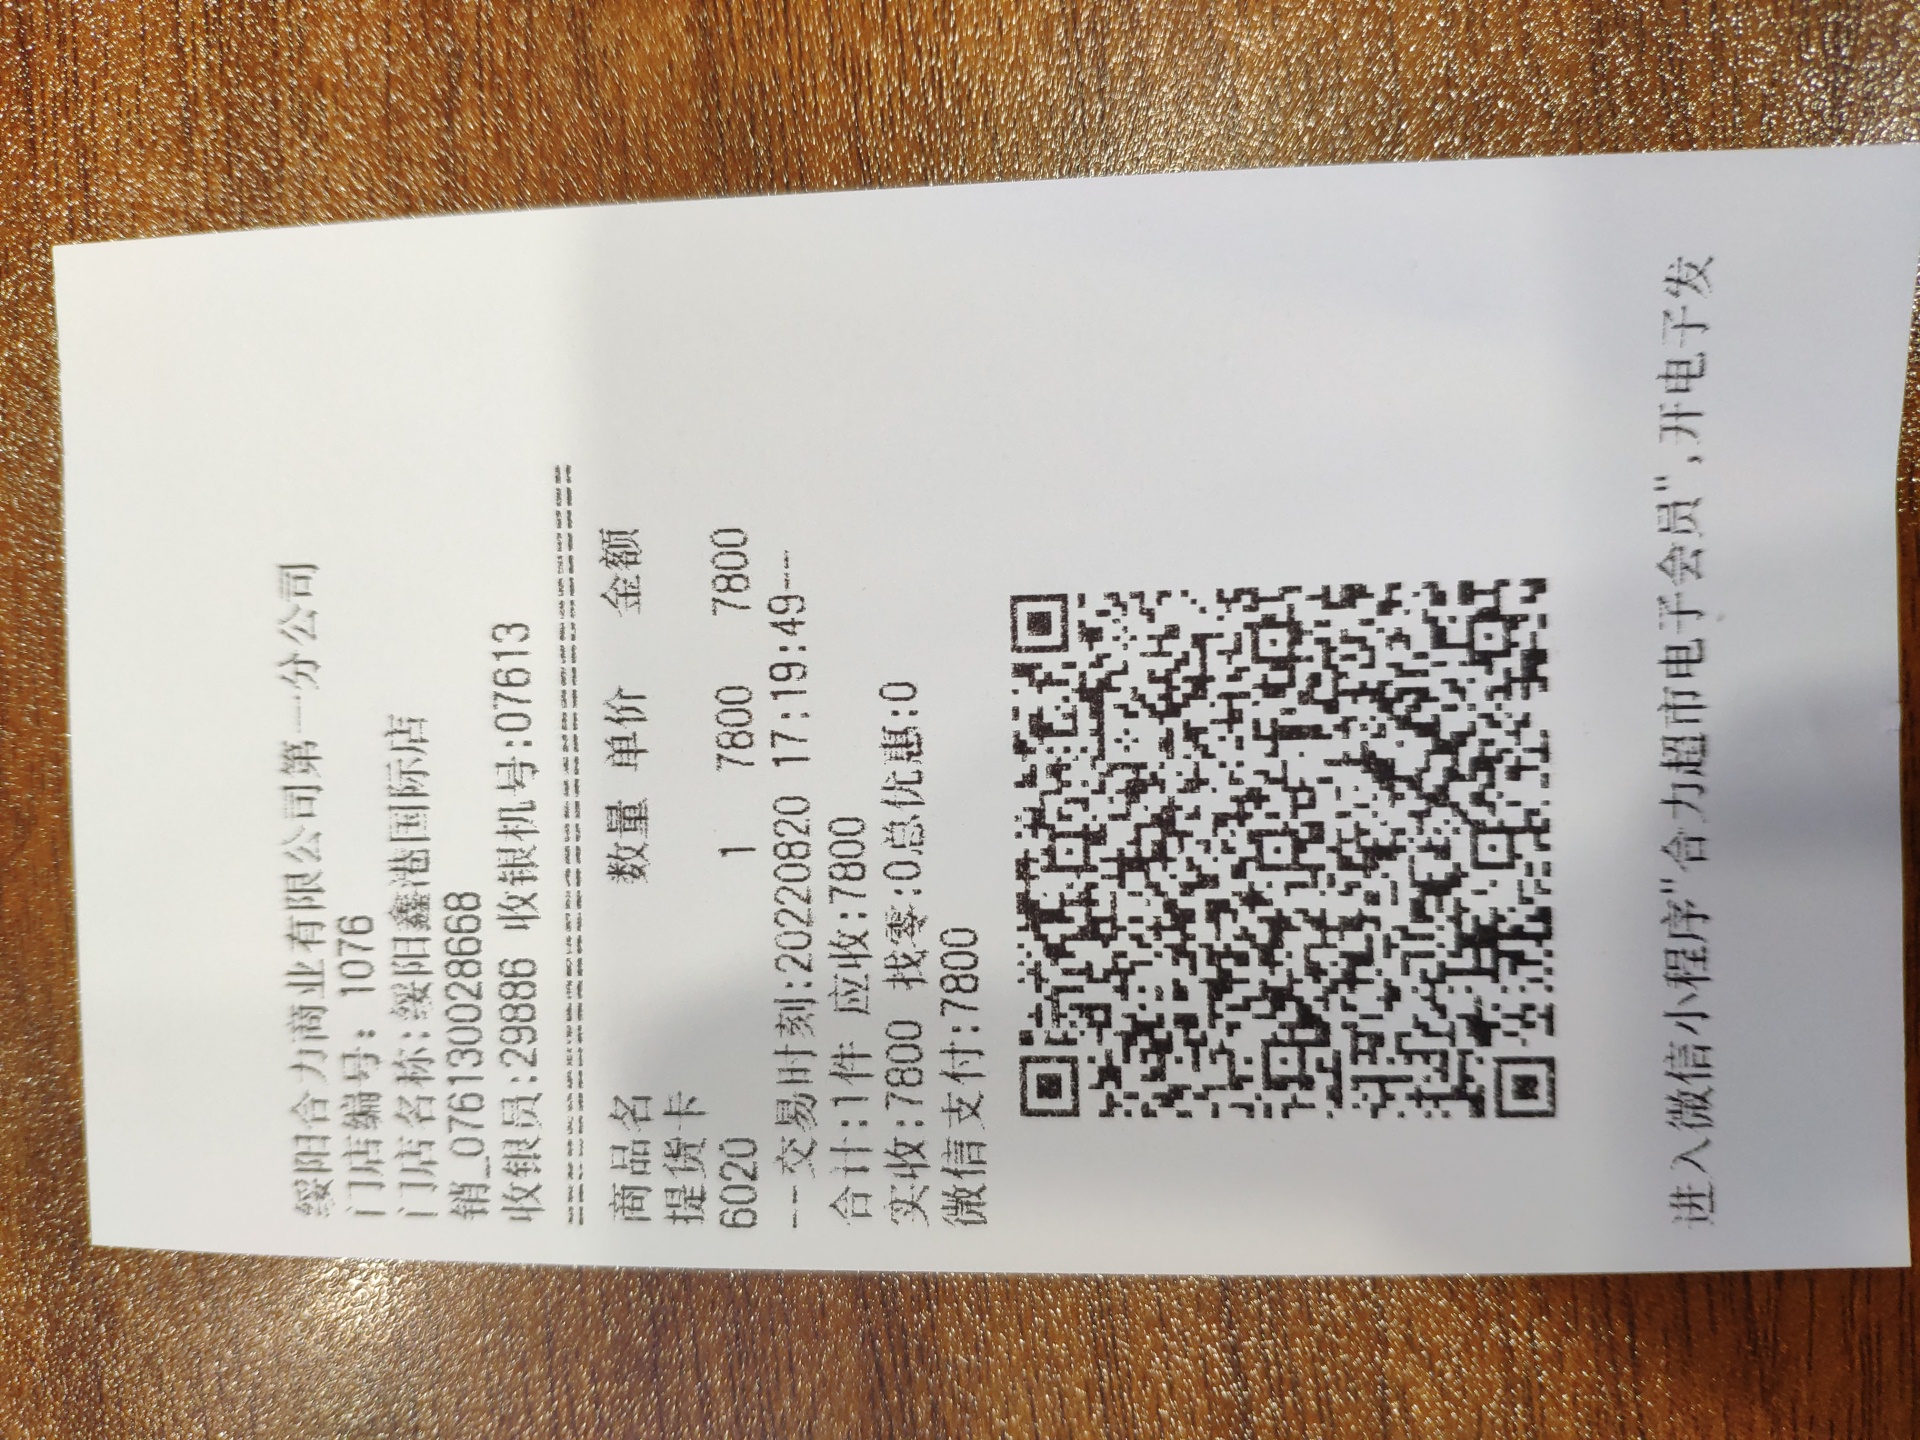 绥阳合力商业有限公司第一分公司
门店编号: 1076
门店名称:绥阳鑫港国际店
销_0761300028668
收银员:29886 收银机号:07613
========================================
商品名 数量 单价 金额
提货卡
6020 1 7800 7800
--交易时刻:20220820 17:19:49--
合计:1件 应收:7800
实收:7800 找零:0总优惠:0
微信支付:7800
进入微信小程序"合力超市电子会员",开电子发